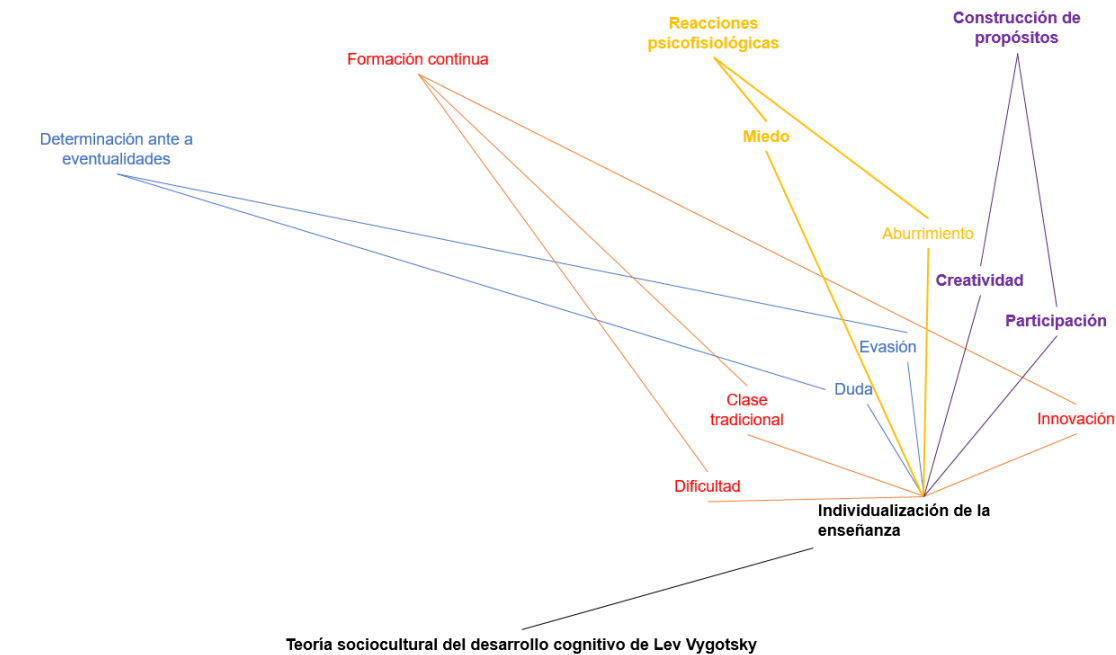 Construcción de
propósitos
Reacciones
psicofisiológicas
Formación continua
Determinación ante a
eventualidades
Miedo
Aburrimiento
Creatividad
Participación
Evasión
Duda
Clase
tradicional
Innovación
Dificultad
Individualización de la
enseñanza
Teoría sociocultural del desarrollo cognitivo de Lev Vygotsky